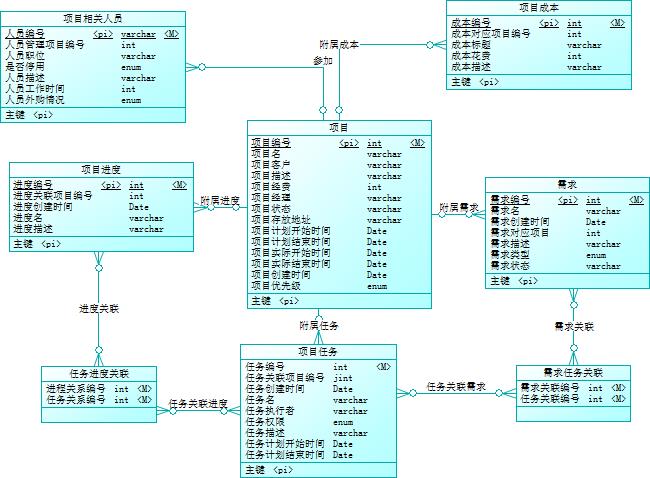 项目相关人员
人员编号 <pi> varchar <M>
人员管理项目编号 int
人员职位 varchar
是否停用 enum
人员描述 varchar
人员工作时间 int
人员外购情况 enum
主键 <pi>
项目成本
成本编号 <pi> int <M>
成本对应项目编号 int
成本标题 varchar
成本花费 int
成本描述 varchar
主键 <pi>
附属成本
参加
项目
项目编号 <pi> int <M>
项目名 varchar
项目客户 varchar
项目描述 varchar
项目经费 int
项目经理 varchar
项目状态 varchar
项目存放地址 varchar
项目计划开始时间 Date
项目计划结束时间 Date
项目实际开始时间 Date
项目实际结束时间 Date
项目创建时间 Date
项目优先级 enum
主键 <pi>
项目进度
进度编号 <pi> int <M>
进度关联项目编号 int
进度创建时间 Date
进度名 varchar
进度描述 varchar
主键 <pi>
附属进度
需求
需求编号 <pi> int <M>
需求名 varchar
需求创建时间 Date
需求对应项目 int
需求描述 varchar
需求类型 enum
需求状态 varchar
主键 <pi>
附属需求
进度关联
附属任务
需求关联
任务进度关联
进程关系编号 int <M>
任务关系编号 int <M>
任务关联进度
项目任务
任务编号 int <M>
任务关联项目编号 jint
任务创建时间 Date
任务名 varchar
任务执行者 varchar
任务权限 enum
任务描述 varchar
任务计划开始时间 Date
任务计划结束时间 Date
主键 <pi>
任务关联需求
需求任务关联
需求关联编号 int <M>
任务关联编号 int <M>